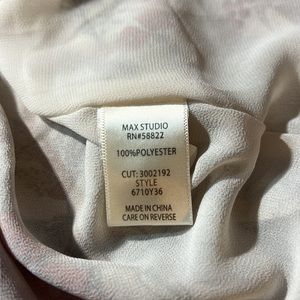 MAX STUDIO
RN#58822
100%POLYESTER
CUT: 3002192
STYLE
6710Y36
MADE IN CHINA
CARE ON REVERSE